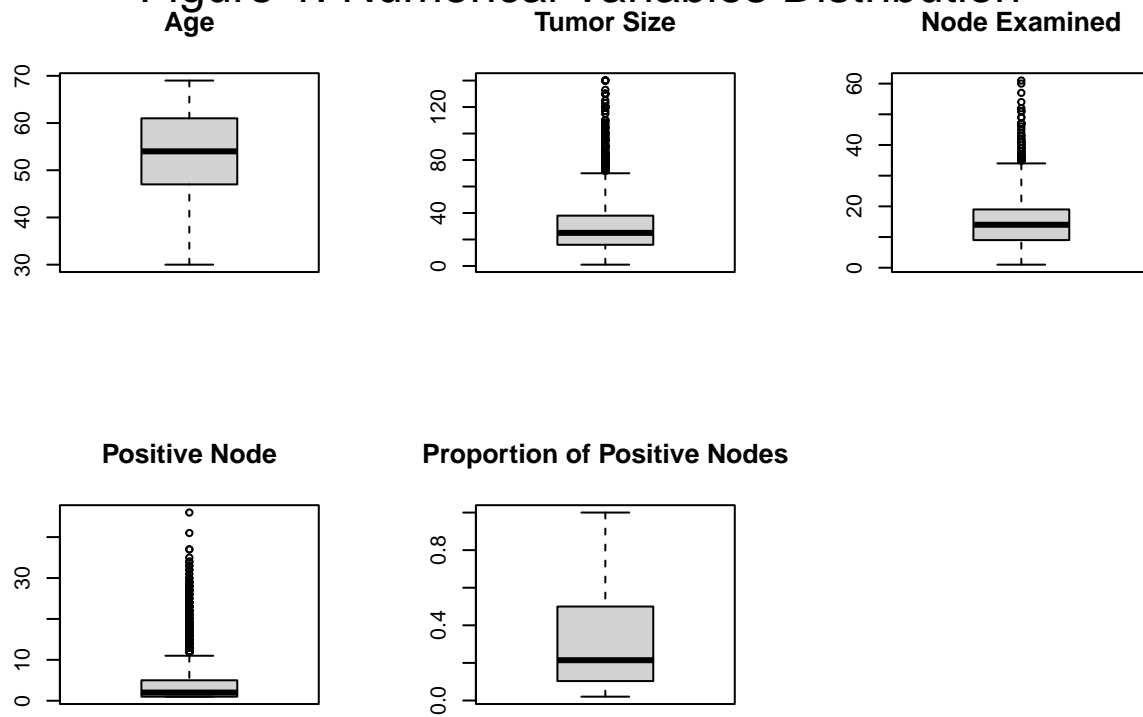 Figure Numerical Variables Distribution
Age
Tumor Size
Node Examined
30 40 50 60 70
0 40 80 120
0 20 40 60
Positive Node
Proportion of Positive Nodes
0 10 30
0.0 0.4 0.8